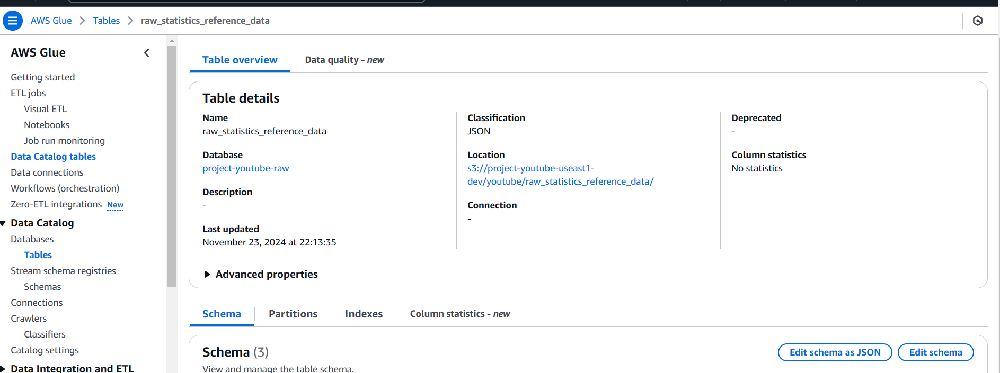 AWS Glue
Tables
raw_statistics_reference_data
AWS Glue
Getting started
ETL jobs
Visual ETL
Notebooks
Job run monitoring
Data Catalog tables
Data connections
Workflows (orchestration)
Zero-ETL integrations New
Data Catalog
Databases
Tables
Stream schema registries
Schemas
Connections
Crawlers
Classifiers
Catalog settings
Data Integration and ETL
Table overview
Data quality - new
Table details
Name
raw_statistics_reference_data
Database
project-youtube-raw
Description
-
Last updated
November 23, 2024 at 22:13:35
Classification
JSON
Location
s3://project-youtube-useast1-
dev/youtube/raw_statistics_reference_data/
Connection
-
Deprecated
-
Column statistics
No statistics
Advanced properties
Schema
Partitions
Indexes
Column statistics - new
Schema (3)
View and manage the table schema.
Edit schema as JSON
Edit schema